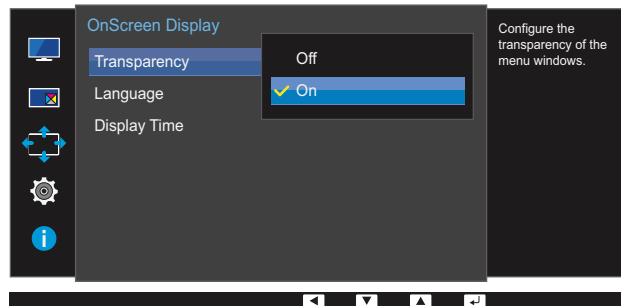 OnScreen Display
Transparency
Off
On
Language
Display Time
Configure the
transparency of the
menu windows.